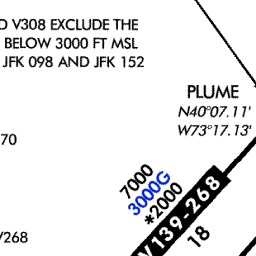 D V308 EXCLUDE THE
BELOW 3000 FT MSL
JFK 098 AND JFK 152
PLUME
N40°07.11'
W73°17.13'
70
7000
3000G
*2000
V139-268
18
V268